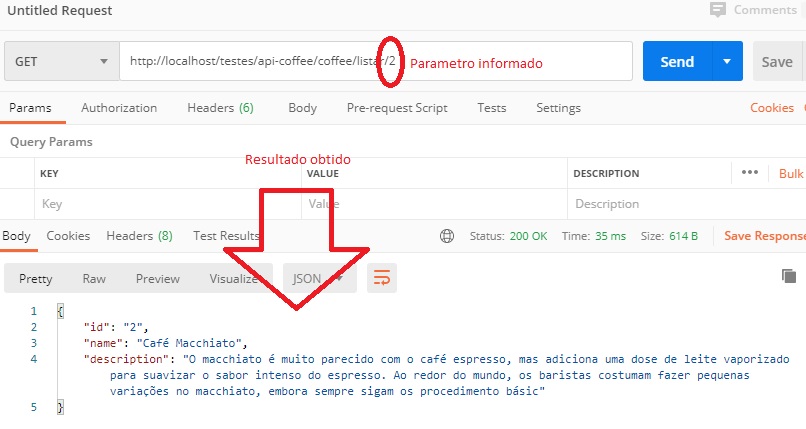 Untitled Request
Comments
GET
http://localhost/testes/api-coffee/coffee/listar/2
Parametro informado
Send
Save
Params
Authorization
Headers (6)
Body
Pre-request Script
Tests
Settings
Cookies
Query Params
Resultado obtido
KEY
VALUE
DESCRIPTION
Bulk
Key
Value
Description
Body
Cookies
Headers (8)
Test Results
Status: 200 OK
Time: 35 ms
Size: 614 B
Save Response
Pretty
Raw
Preview
Visualize
JSON
1 {
2 "id": "2",
3 "name": "Café Macchiato",
4 "description": "O macchiato é muito parecido com o café espresso, mas adiciona uma dose de leite vaporizado
para suavizar o sabor intenso do espresso. Ao redor do mundo, os baristas costumam fazer pequenas
variações no macchiato, embora sempre sigam os procedimento básic"
5 }